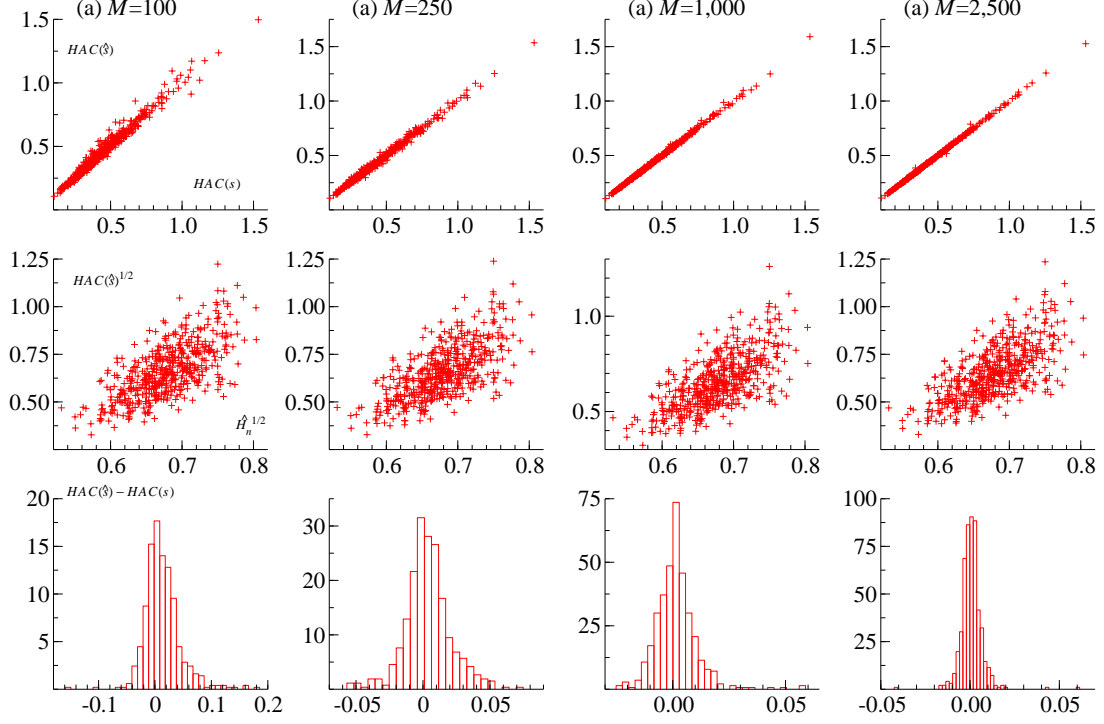 (a) M=100 (a) M=250 (a) M=1,000 (a) M=2,500
1.5 1.5 1.5 1.5
HAC(ŝ)
1.0 1.0 1.0 1.0
0.5 0.5 0.5 0.5
HAC(s)
0.5 1.0 1.5 0.5 1.0 1.5 0.5 1.0 1.5 0.5 1.0 1.5
1.25 1.25 1.25
HAC(ŝ)^1/2
1.00 1.00 1.0 1.00
0.75 0.75 0.75
0.50 0.50 0.5 0.50
Ĥn^1/2
0.6 0.7 0.8 0.6 0.7 0.8 0.6 0.7 0.8 0.6 0.7 0.8
HAC(ŝ) − HAC(s)
20 75 100
30
15 75
50
10 20 50
5 10 25 25
-0.1 0 0.1 0.2 -0.05 0 0.05 0.00 0.05 -0.05 0.00 0.05